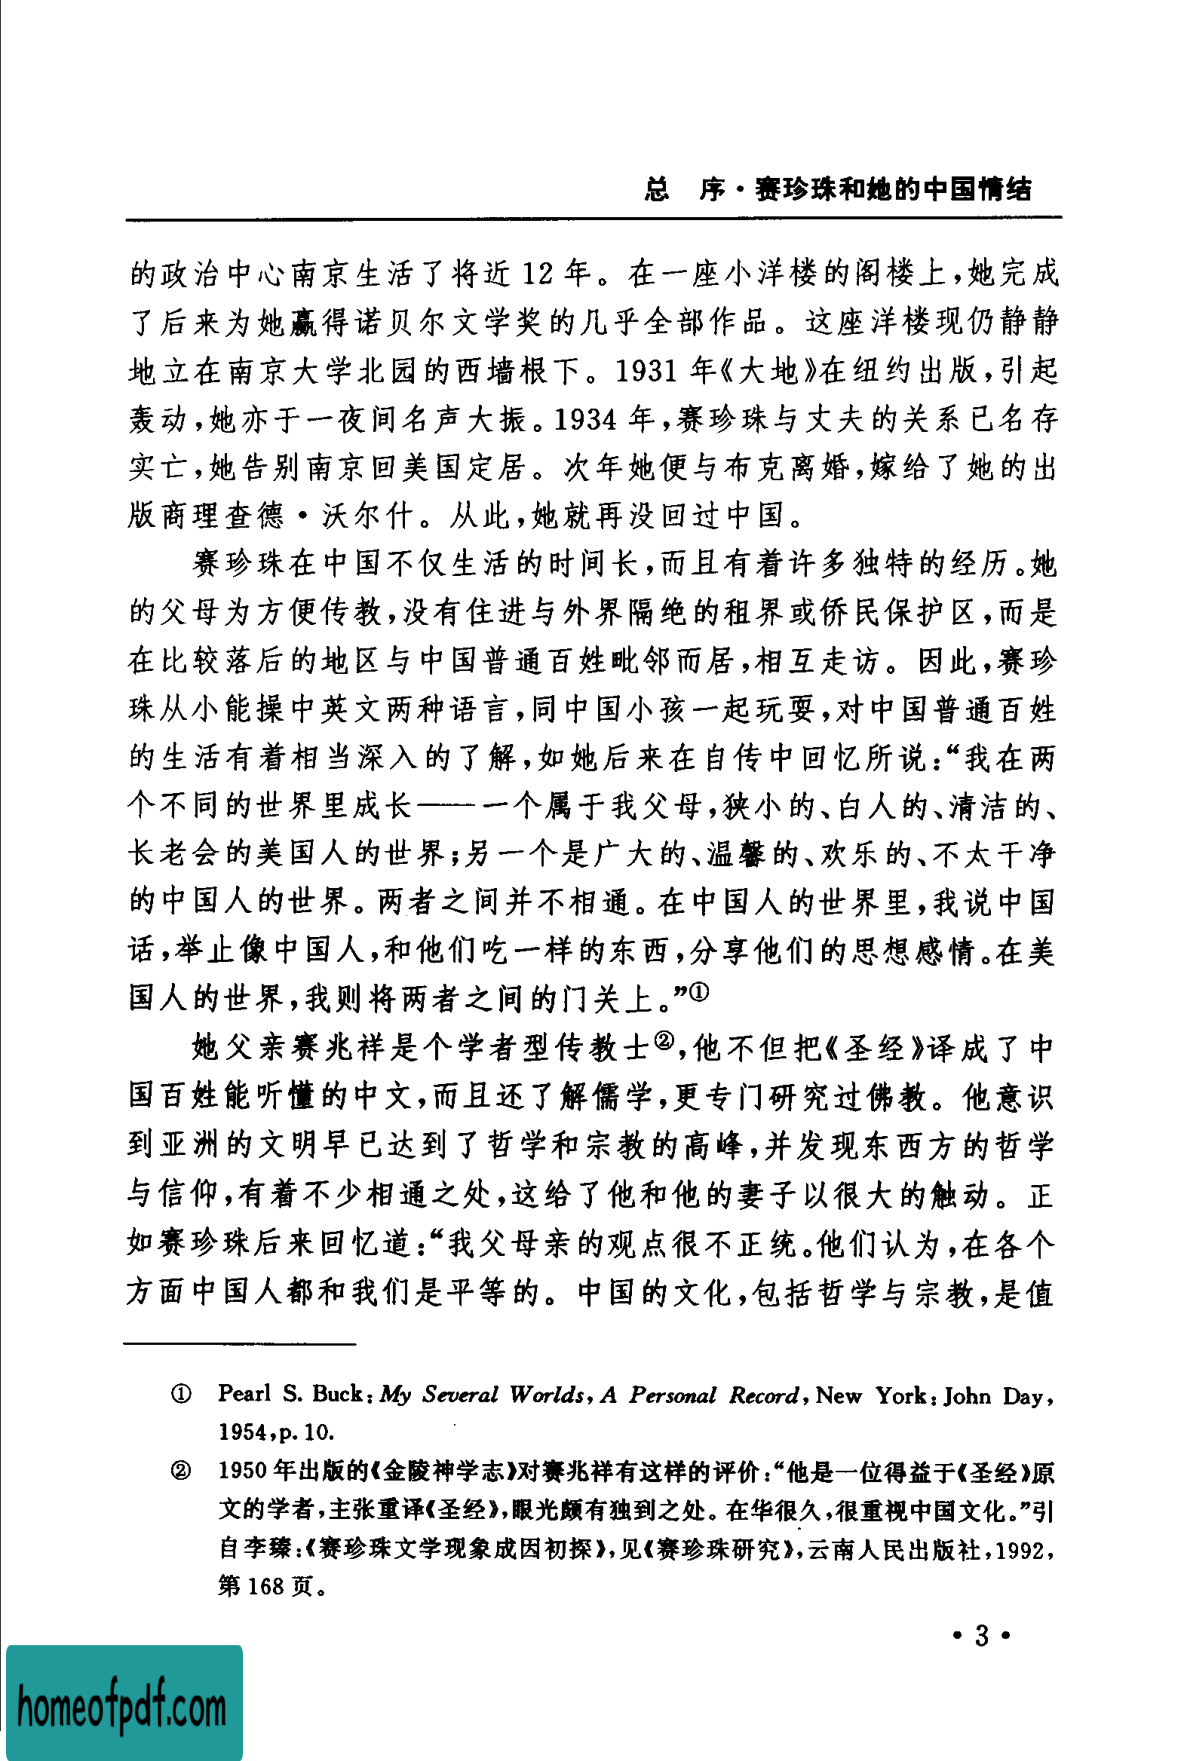 总　序·赛珍珠和她的中国情结
的政治中心南京生活了将近 12 年。在一座小洋楼的阁楼上，她完成
了后来为她赢得诺贝尔文学奖的几乎全部作品。这座洋楼现仍静静
地立在南京大学北园的西墙根下。1931 年《大地》在纽约出版，引起
轰动，她亦于一夜间名声大振。1934 年，赛珍珠与丈夫的关系已名存
实亡，她告别南京回美国定居。次年她便与布克离婚，嫁给了她的出
版商理查德·沃尔什。从此，她就再没回过中国。
赛珍珠在中国不仅生活的时间长，而且有着许多独特的经历。她
的父母为方便传教，没有住进与外界隔绝的租界或侨民保护区，而是
在比较落后的地区与中国普通百姓毗邻而居，相互走访。因此，赛珍
珠从小能操中英文两种语言，同中国小孩一起玩耍，对中国普通百姓
的生活有着相当深入的了解，如她后来在自传中回忆所说：“我在两
个不同的世界里成长——一个属于我父母，狭小的、白人的、清洁的、
长老会的美国人的世界；另一个是广大的、温馨的、欢乐的、不太干净
的中国人的世界。两者之间并不相通。在中国人的世界里，我说中国
话，举止像中国人，和他们吃一样的东西，分享他们的思想感情。在美
国人的世界，我则将两者之间的门关上。”①
她父亲赛兆祥是个学者型传教士②，他不但把《圣经》译成了中
国百姓能听懂的中文，而且还了解儒学，更专门研究过佛教。他意识
到亚洲的文明早已达到了哲学和宗教的高峰，并发现东西方的哲学
与信仰，有着不少相通之处，这给了他和他的妻子以很大的触动。正
如赛珍珠后来回忆道：“我父母亲的观点很不正统。他们认为，在各个
方面中国人都和我们是平等的。中国的文化，包括哲学与宗教，是值
① Pearl S. Buck: My Several Worlds, A Personal Record, New York: John Day,
1954, p. 10.
② 1950 年出版的《金陵神学志》对赛兆祥有这样的评价：“他是一位得益于《圣经》原
文的学者，主张重译《圣经》，眼光颇有独到之处。在华很久，很重视中国文化。”引
自李臻：《赛珍珠文学现象成因初探》，见《赛珍珠研究》，云南人民出版社，1992，
第 168 页。
· 3 ·
homeofpdf.com